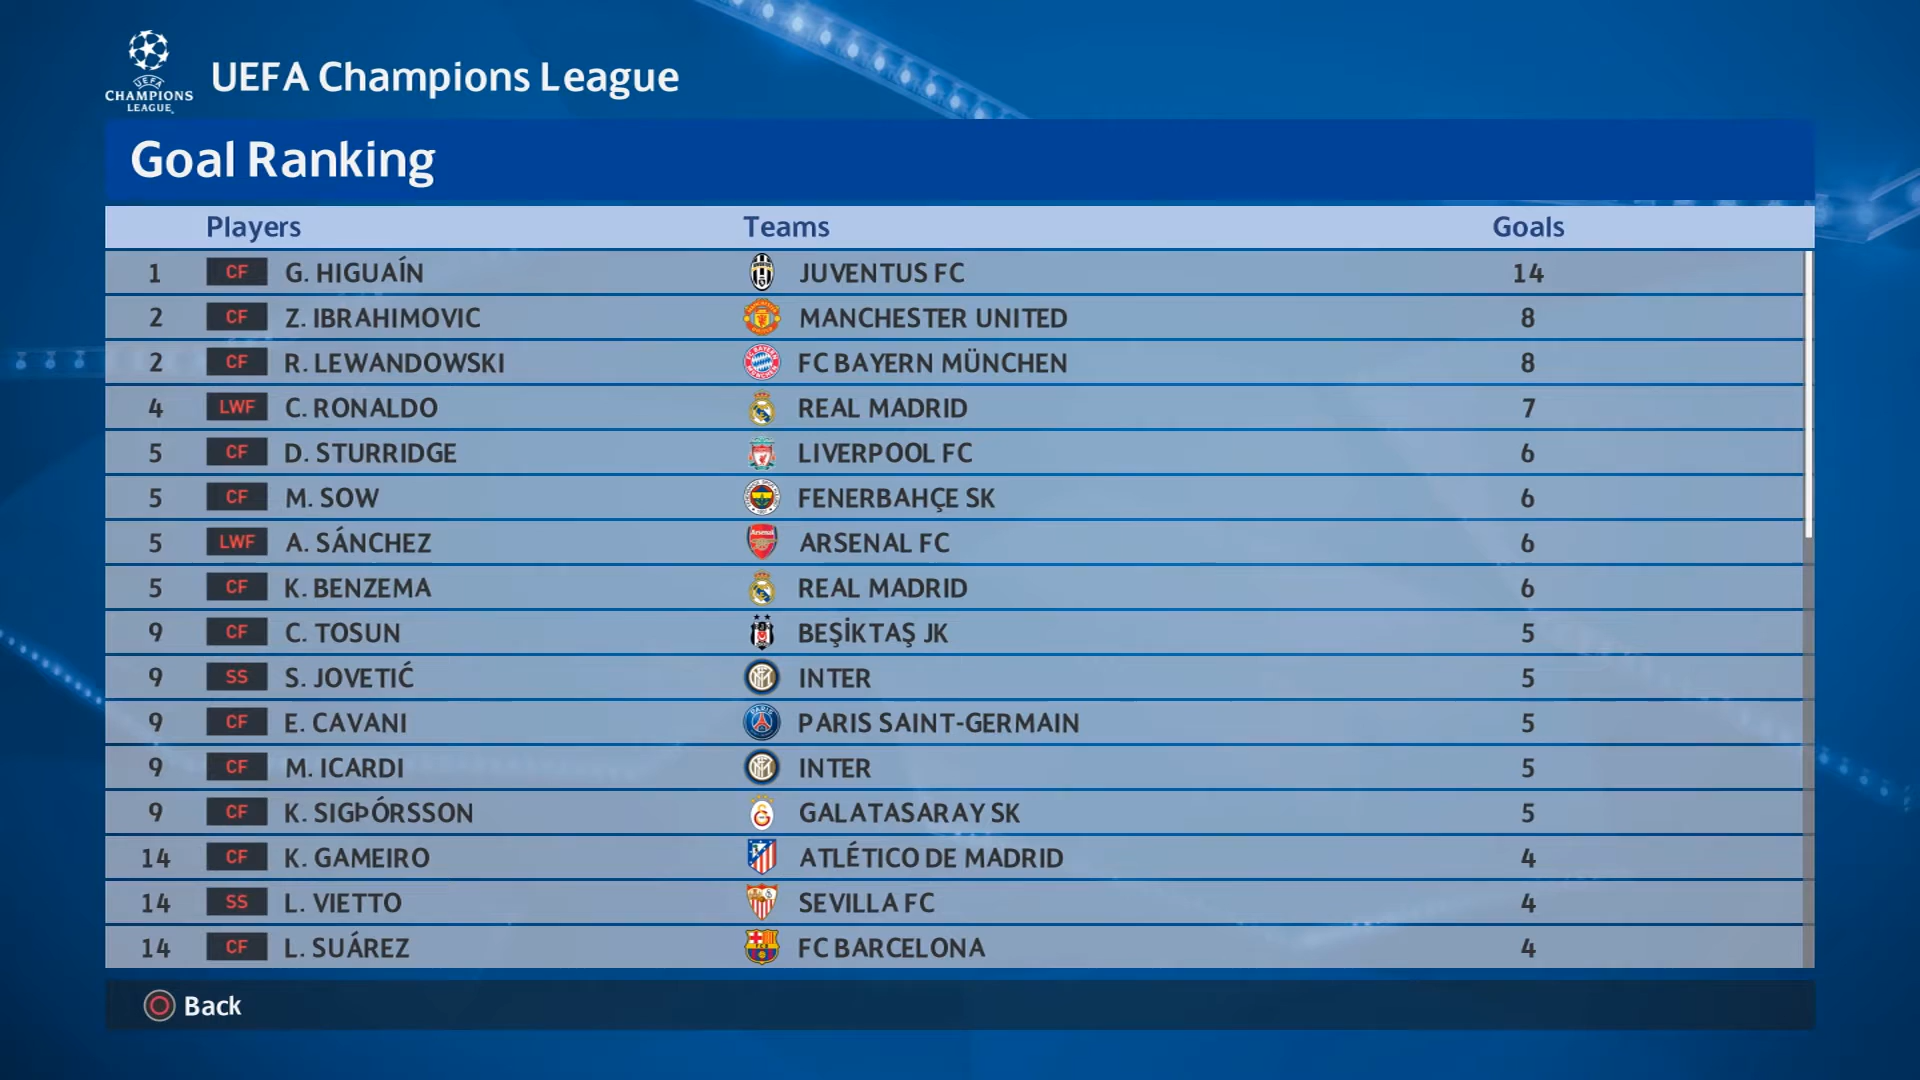 UEFA
CHAMPIONS
LEAGUE
UEFA Champions League
Goal Ranking
Players Teams Goals
1 CF G. HIGUAÍN JUVENTUS FC 14
2 CF Z. IBRAHIMOVIC MANCHESTER UNITED 8
2 CF R. LEWANDOWSKI FC BAYERN MÜNCHEN 8
4 LWF C. RONALDO REAL MADRID 7
5 CF D. STURRIDGE LIVERPOOL FC 6
5 CF M. SOW FENERBAHÇE SK 6
5 LWF A. SÁNCHEZ ARSENAL FC 6
5 CF K. BENZEMA REAL MADRID 6
9 CF C. TOSUN BEŞİKTAŞ JK 5
9 SS S. JOVETIĆ INTER 5
9 CF E. CAVANI PARIS SAINT-GERMAIN 5
9 CF M. ICARDI INTER 5
9 CF K. SIGÞÓRSSON GALATASARAY SK 5
14 CF K. GAMEIRO ATLÉTICO DE MADRID 4
14 SS L. VIETTO SEVILLA FC 4
14 CF L. SUÁREZ FC BARCELONA 4
Back